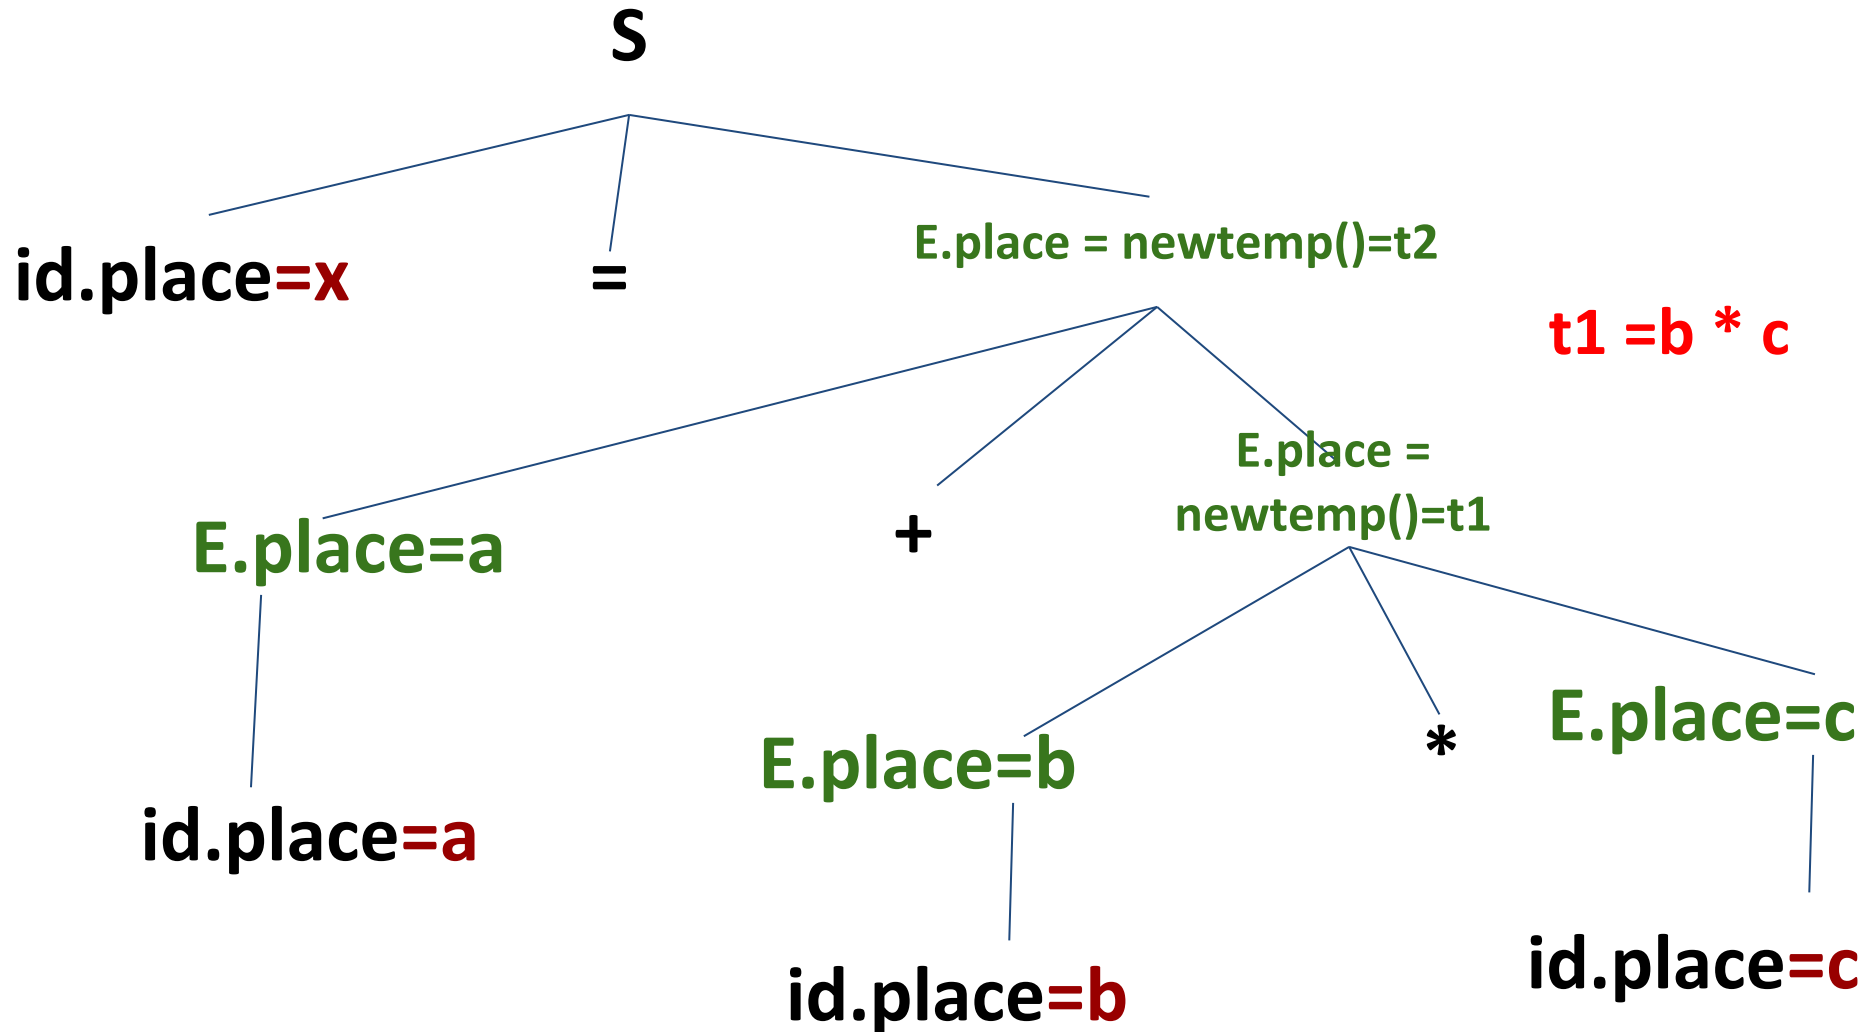 S
id.place=x
=
E.place = newtemp()=t2
t1 =b * c
E.place =
newtemp()=t1
E.place=a
+
E.place=b
*
E.place=c
id.place=a
id.place=b
id.place=c